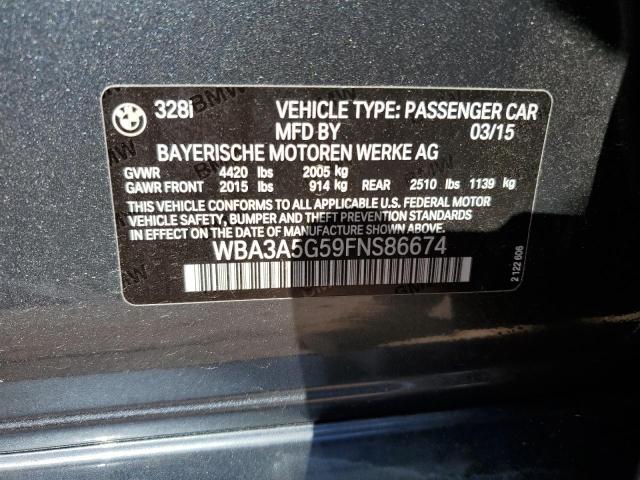 328i VEHICLE TYPE: PASSENGER CAR
MFD BY 03/15
BAYERISCHE MOTOREN WERKE AG
GVWR 4420 lbs 2005 kg
GAWR FRONT 2015 lbs 914 kg REAR 2510 lbs 1139 kg
THIS VEHICLE CONFORMS TO ALL APPLICABLE U.S. FEDERAL MOTOR
VEHICLE SAFETY, BUMPER AND THEFT PREVENTION STANDARDS IN
EFFECT ON THE DATE OF MANUFACTURE SHOWN ABOVE.
WBA3A5G59FNS86674
2 122 606
BMW